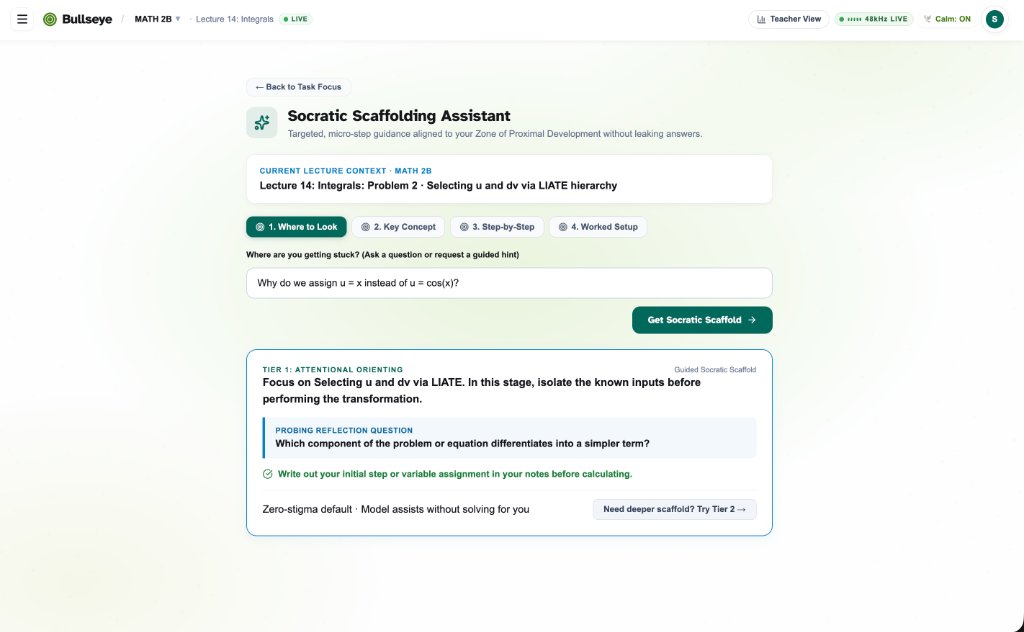 Bullseye / MATH 2B ▾ · Lecture 14: Integrals ● LIVE
Teacher View
48kHz LIVE
Calm: ON
S
← Back to Task Focus
Socratic Scaffolding Assistant
Targeted, micro-step guidance aligned to your Zone of Proximal Development without leaking answers.
CURRENT LECTURE CONTEXT · MATH 2B
Lecture 14: Integrals: Problem 2 · Selecting u and dv via LIATE hierarchy
1. Where to Look
2. Key Concept
3. Step-by-Step
4. Worked Setup
Where are you getting stuck? (Ask a question or request a guided hint)
Why do we assign u = x instead of u = cos(x)?
Get Socratic Scaffold →
TIER 1: ATTENTIONAL ORIENTING
Guided Socratic Scaffold
Focus on Selecting u and dv via LIATE. In this stage, isolate the known inputs before
performing the transformation.
PROBING REFLECTION QUESTION
Which component of the problem or equation differentiates into a simpler term?
Write out your initial step or variable assignment in your notes before calculating.
Zero-stigma default · Model assists without solving for you
Need deeper scaffold? Try Tier 2 →